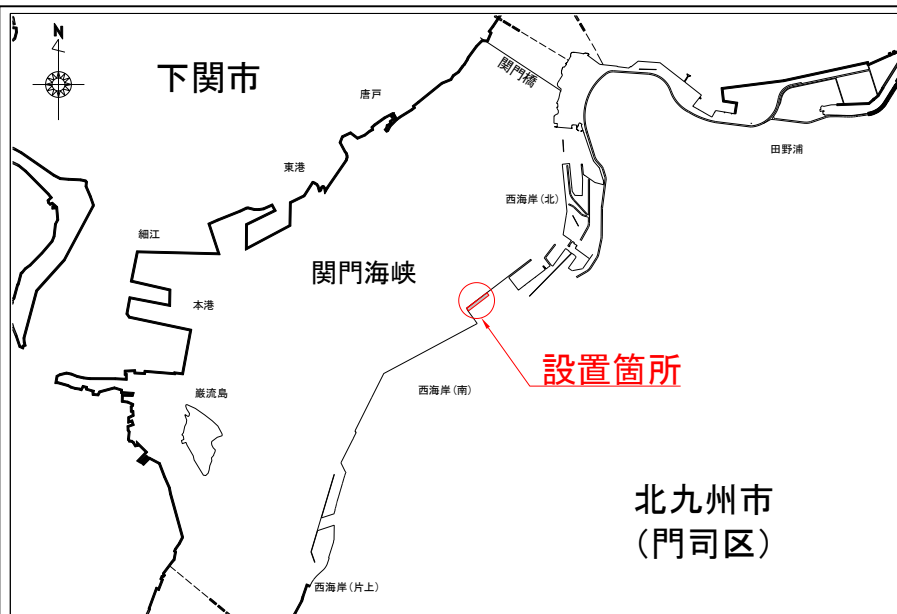 N
下関市
関門橋
唐戸
田野浦
東港
西海岸(北)
細江
関門海峡
本港
設置箇所
西海岸(南)
巌流島
北九州市
(門司区)
西海岸(片上)